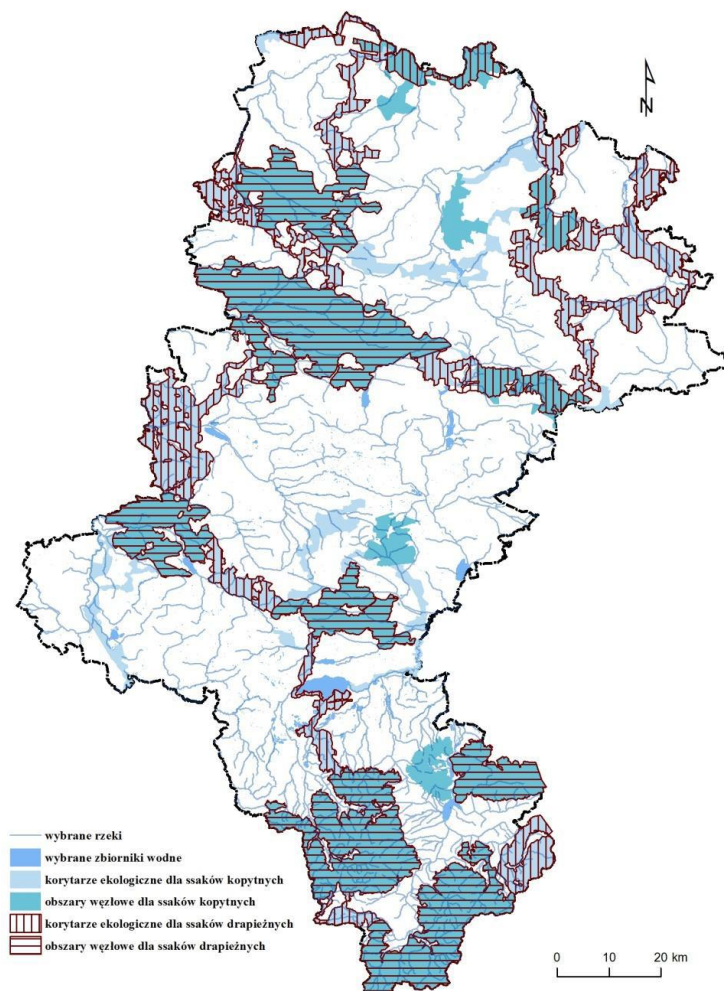 N
wybrane rzeki
wybrane zbiorniki wodne
korytarze ekologiczne dla ssaków kopytnych
obszary węzłowe dla ssaków kopytnych
korytarze ekologiczne dla ssaków drapieżnych
obszary węzłowe dla ssaków drapieżnych
0 10 20 km